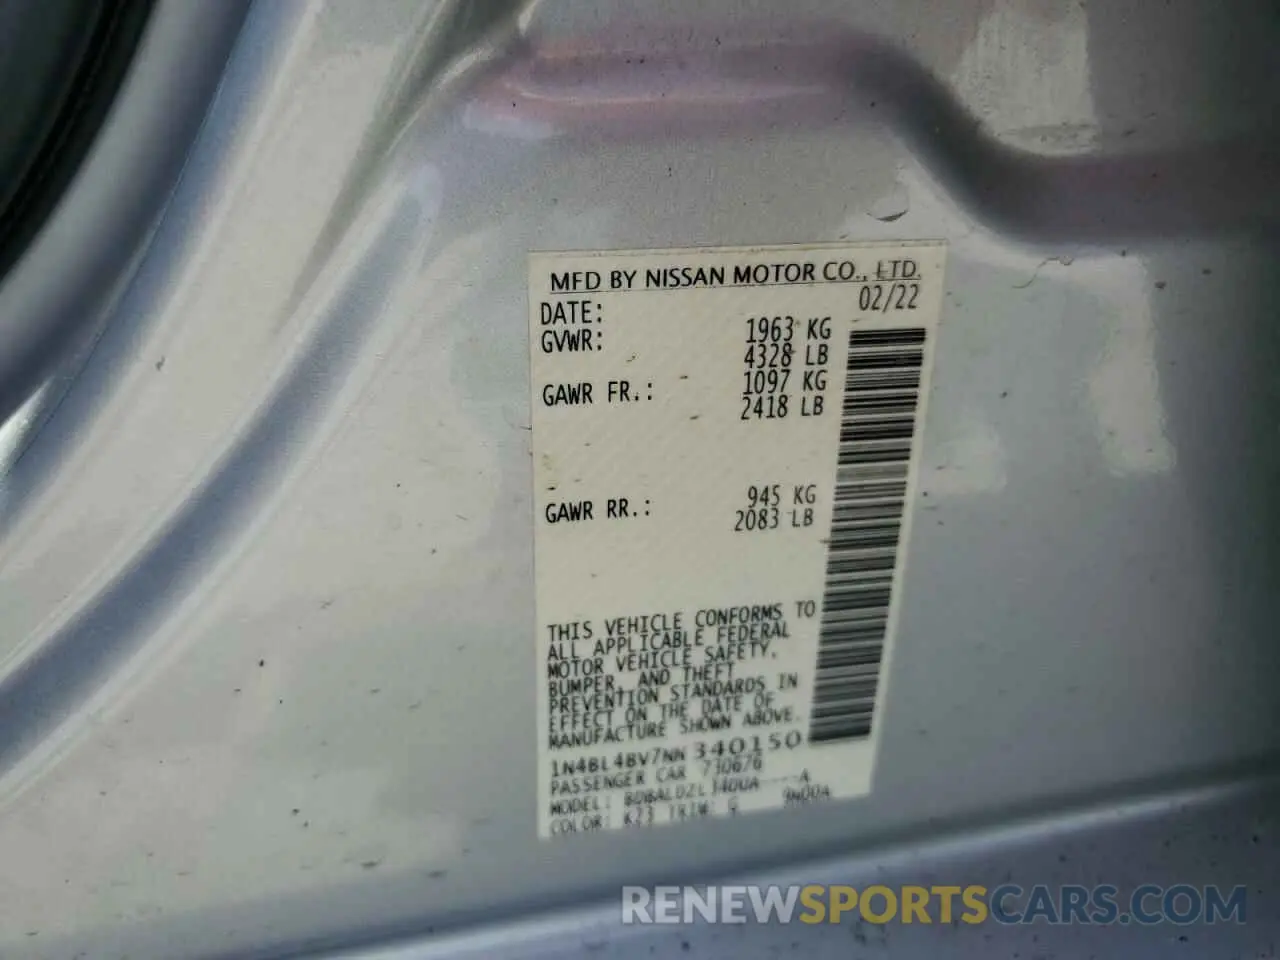 MFD BY NISSAN MOTOR CO., LTD.
DATE: 02/22
GVWR: 1963 KG
4328 LB
GAWR FR.: 1097 KG
2418 LB
GAWR RR.: 945 KG
2083 LB
THIS VEHICLE CONFORMS TO
ALL APPLICABLE FEDERAL
MOTOR VEHICLE SAFETY,
BUMPER, AND THEFT
PREVENTION STANDARDS IN
EFFECT ON THE DATE OF
MANUFACTURE SHOWN ABOVE.
1N4BL4BV7NN340150
PASSENGER CAR 730676
MODEL:
COLOR: K23 TRIM: G
RENEWSPORTSCARS.COM